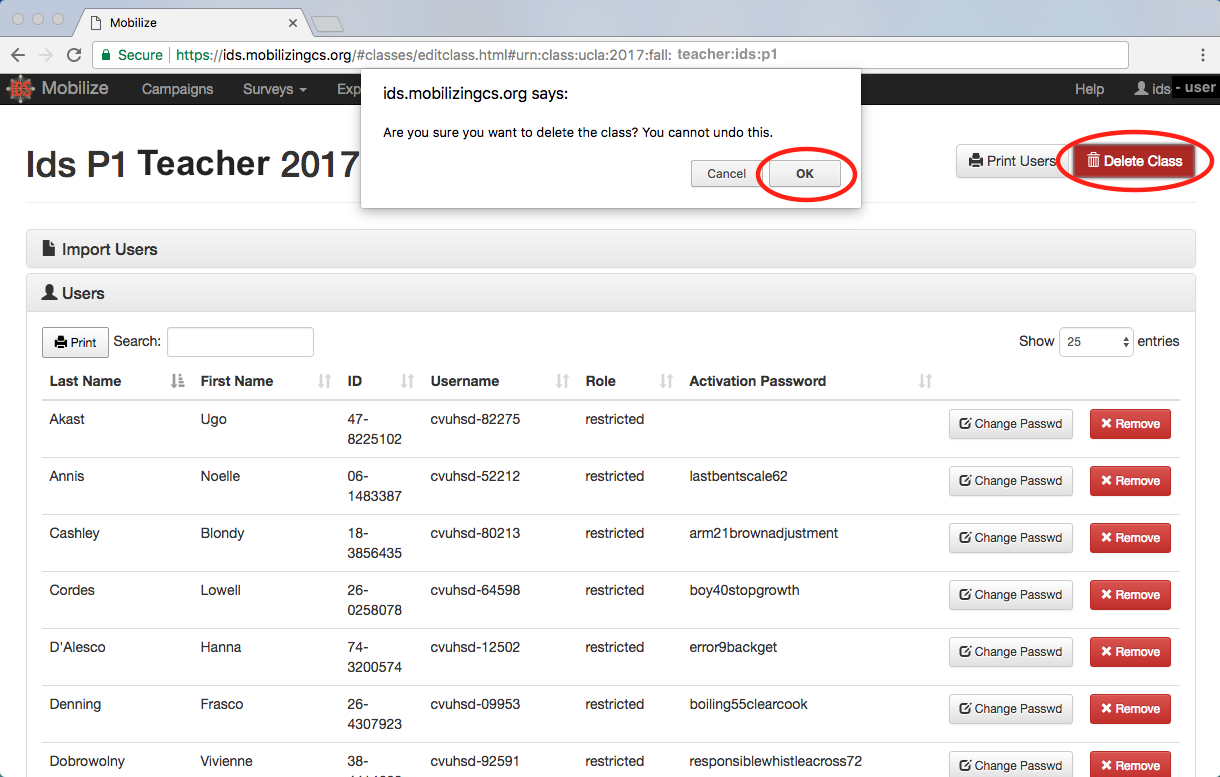 Mobilize
Secure https://ids.mobilizingcs.org/#classes/editclass.html#urn:class:ucla:2017:fall: teacher:ids:p1
IDS Mobilize Campaigns Surveys Exp Help ids - user
ids.mobilizingcs.org says:
Are you sure you want to delete the class? You cannot undo this.
Cancel OK
Ids P1 Teacher 2017
Print Users Delete Class
Import Users
Users
Print Search: Show 25 entries
Last Name First Name ID Username Role Activation Password
Akast Ugo 47- cvuhsd-82275 restricted Change Passwd Remove
8225102
Annis Noelle 06- cvuhsd-52212 restricted lastbentscale62 Change Passwd Remove
1483387
Cashley Blondy 18- cvuhsd-80213 restricted arm21brownadjustment Change Passwd Remove
3856435
Cordes Lowell 26- cvuhsd-64598 restricted boy40stopgrowth Change Passwd Remove
0258078
D'Alesco Hanna 74- cvuhsd-12502 restricted error9backget Change Passwd Remove
3200574
Denning Frasco 26- cvuhsd-09953 restricted boiling55clearcook Change Passwd Remove
4307923
Dobrowolny Vivienne 38- cvuhsd-92591 restricted responsiblewhistleacross72 Change Passwd Remove